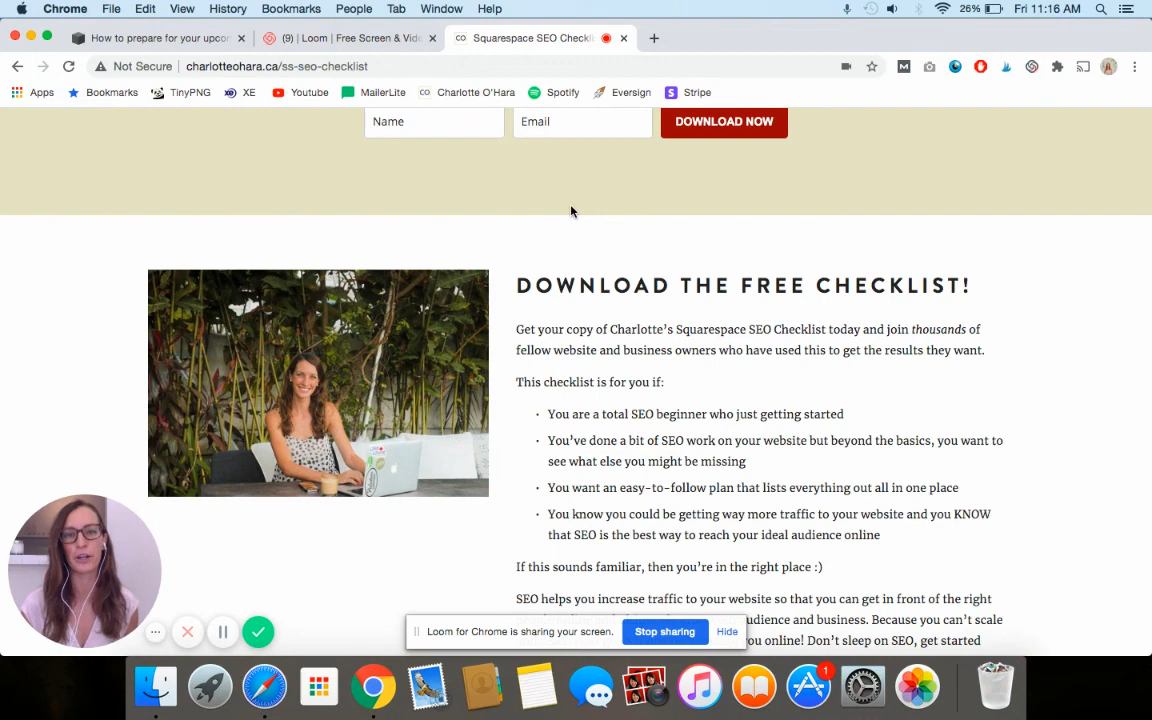 Chrome File Edit View History Bookmarks People Tab Window Help 26% Fri 11:16 AM
How to prepare for your upco
(9) | Loom | Free Screen & Vid
CO Squarespace SEO Checkli
Not Secure charlotteohara.ca/ss-seo-checklist
Apps Bookmarks TinyPNG XE Youtube MailerLite CO Charlotte O'Hara Spotify Eversign Stripe
Name Email DOWNLOAD NOW
DOWNLOAD THE FREE CHECKLIST!
Get your copy of Charlotte's Squarespace SEO Checklist today and join thousands of
fellow website and business owners who have used this to get the results they want.
This checklist is for you if:
· You are a total SEO beginner who just getting started
· You've done a bit of SEO work on your website but beyond the basics, you want to
see what else you might be missing
· You want an easy-to-follow plan that lists everything out all in one place
· You know you could be getting way more traffic to your website and you KNOW
that SEO is the best way to reach your ideal audience online
If this sounds familiar, then you're in the right place :)
SEO helps you increase traffic to your website so that you can get in front of the right
audience and business. Because you can't scale
you online! Don't sleep on SEO, get started
Loom for Chrome is sharing your screen. Stop sharing Hide
1